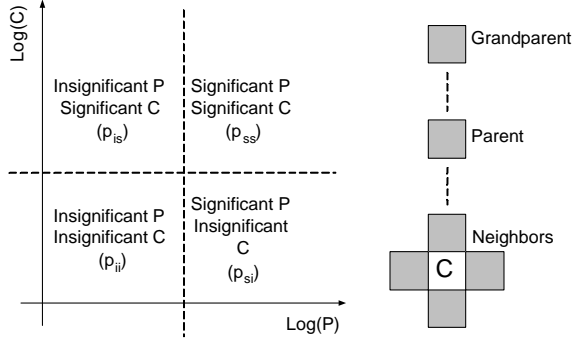 Log(C)
Insignificant P
Significant C
(p_is)
Significant P
Significant C
(p_ss)
Insignificant P
Insignificant C
(p_ii)
Significant P
Insignificant
C
(p_si)
Log(P)
Grandparent
Parent
Neighbors
C